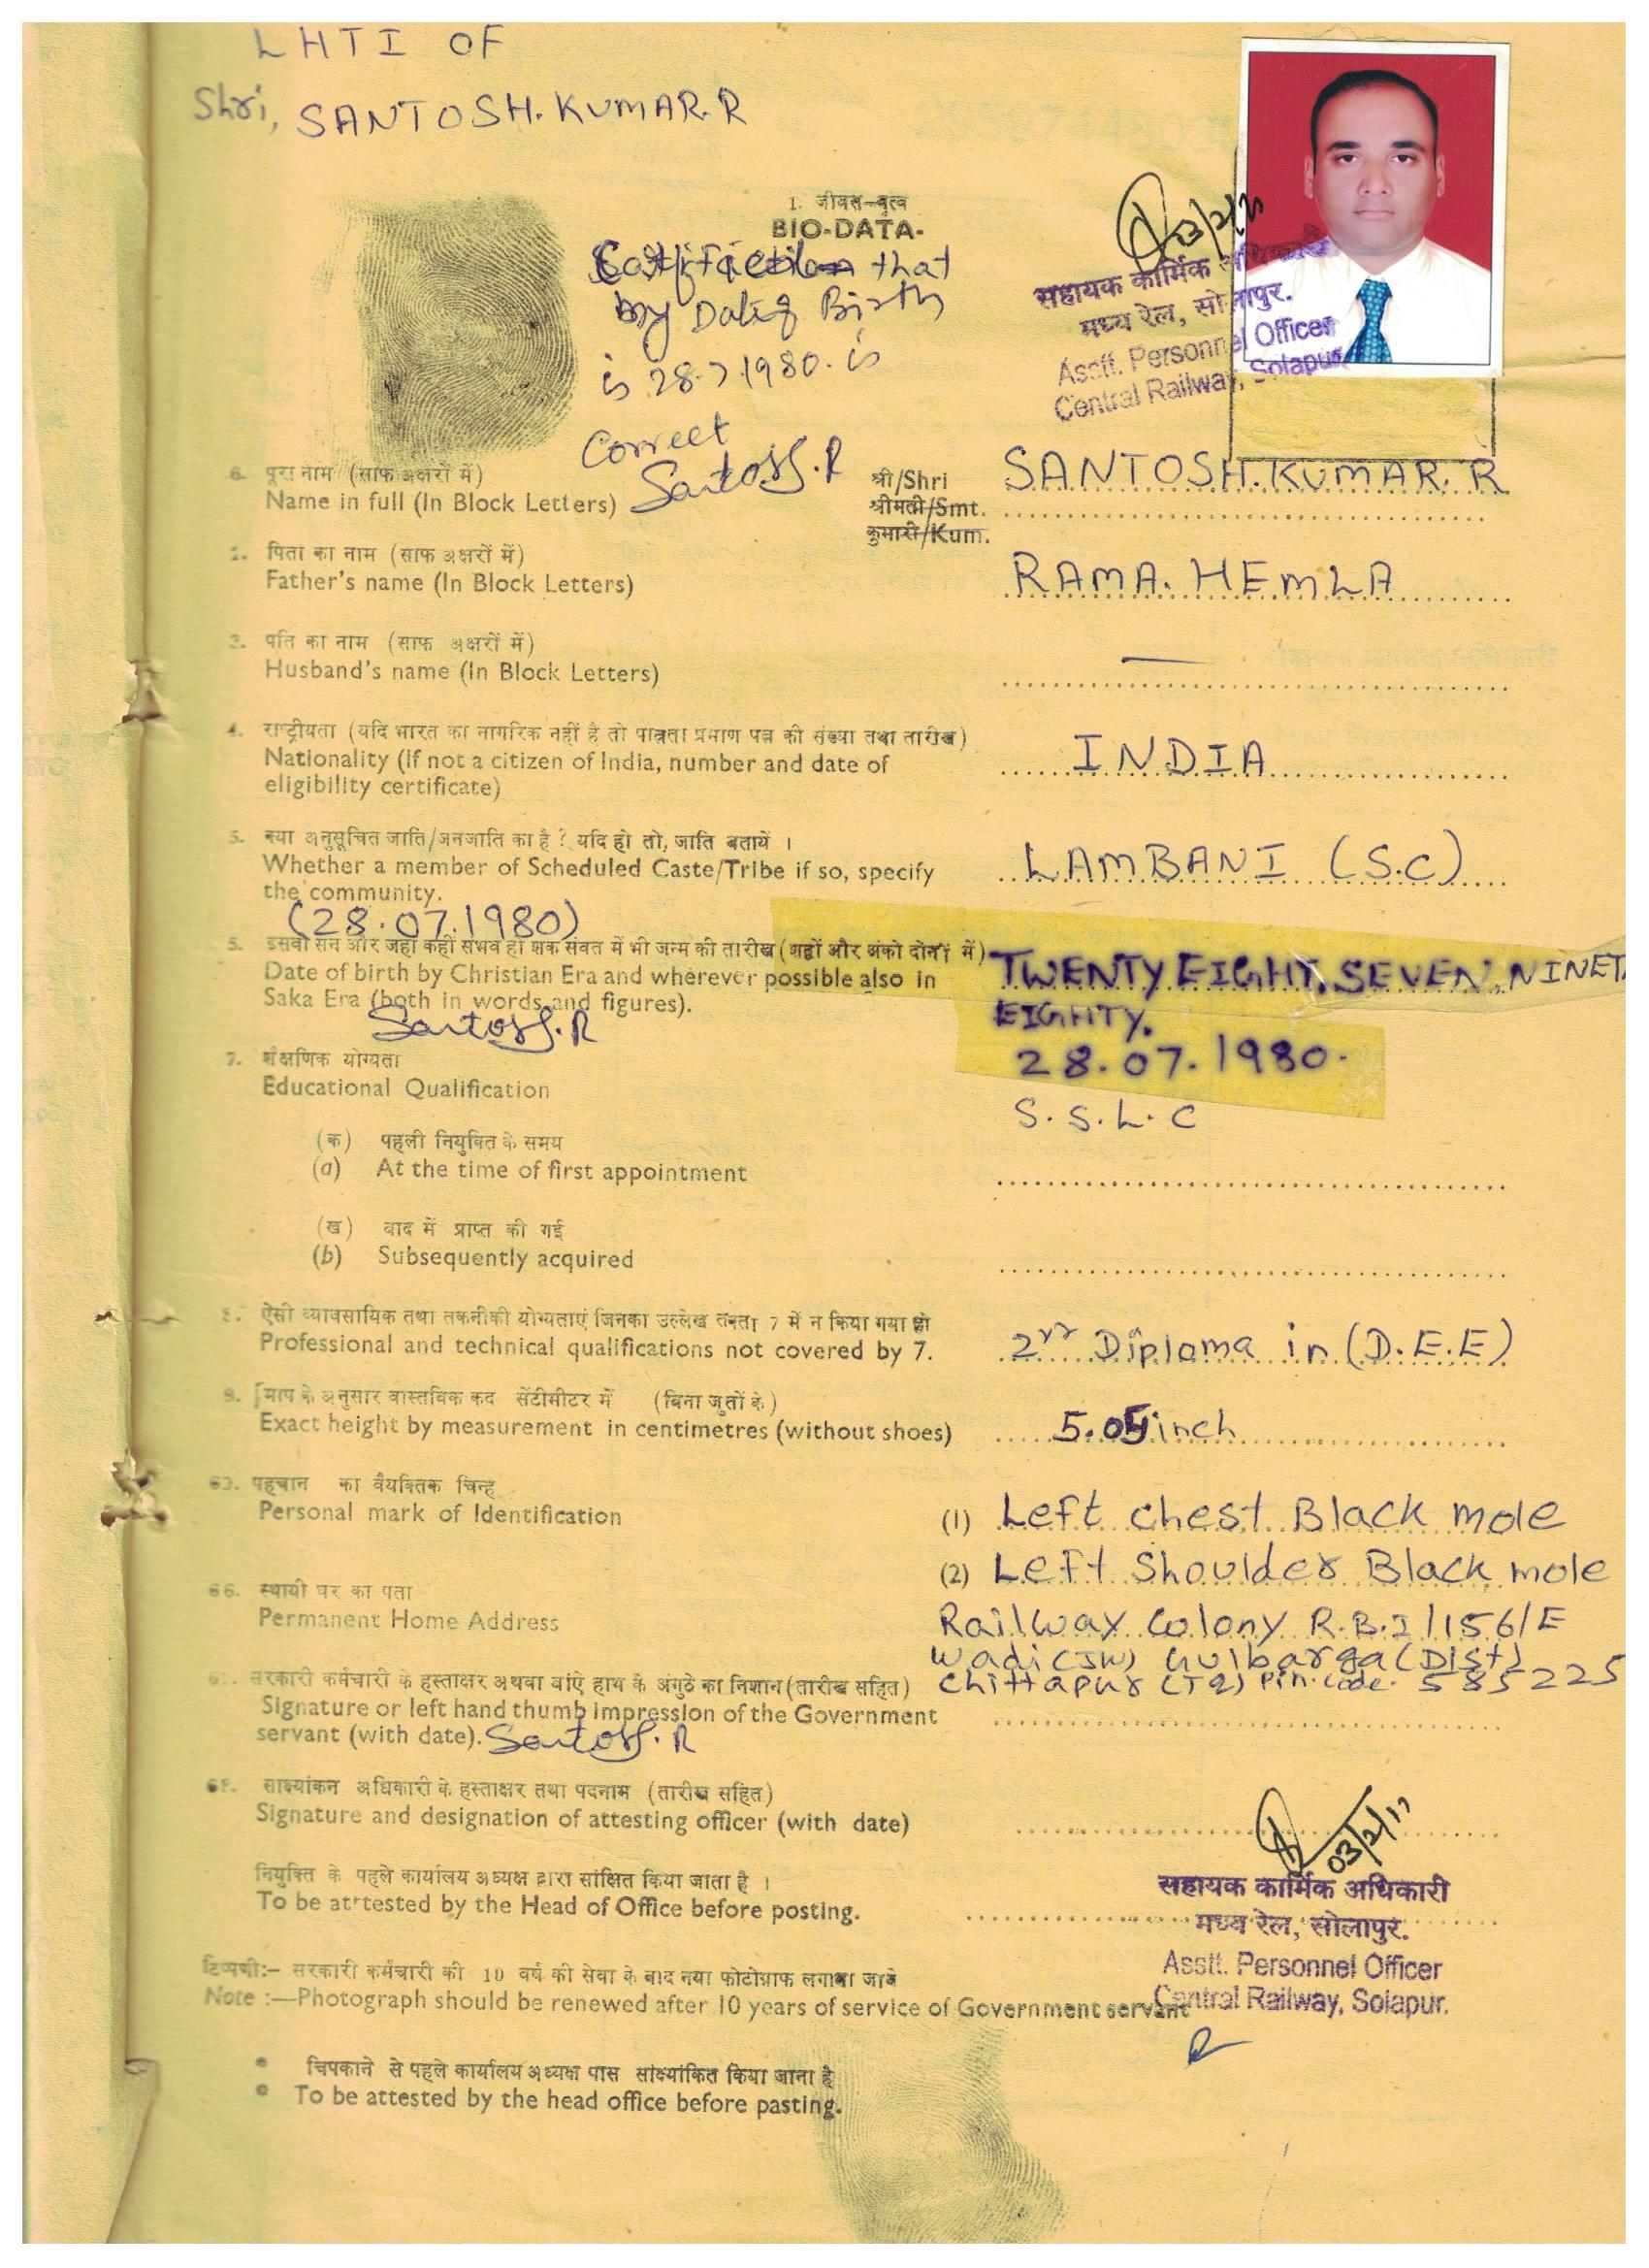 LHTI OF
Shri, SANTOSH.KUMAR.R
1. जीवत-वृत्व
BIO-DATA-
that
my Date of Birth
is 28.7.1980. is
Correct
Santosh.R
6. पूरा नाम (साफ अक्षरों में)
Name in full (In Block Letters)
श्री/Shri SANTOSH.KUMAR.R
श्रीमती/Smt.
कुमारी/Kum.
2. पिता का नाम (साफ अक्षरों में)
Father's name (In Block Letters) RAMA.HEMLA
3. पति का नाम (साफ अक्षरों में)
Husband's name (In Block Letters) —
4. राष्ट्रीयता (यदि भारत का नागरिक नहीं है तो पात्रता प्रमाण पत्र की संख्या तथा तारीख)
Nationality (if not a citizen of India, number and date of INDIA
eligibility certificate)
5. क्या अनुसूचित जाति/जनजाति का है ? यदि हो तो, जाति बतायें ।
Whether a member of Scheduled Caste/Tribe if so, specify LAMBANI (S.C)
the community.
(28.07.1980)
5. इसवी सन और जहां कहीं संभव हो शक संवत में भी जन्म की तारीख (शब्दों और अंको दोनों में)
Date of birth by Christian Era and wherever possible also in TWENTY EIGHT.SEVEN.NINET
Saka Era (both in words and figures). EIGHTY.
Santosh.R
28.07.1980.
7. शैक्षणिक योग्यता
Educational Qualification
S.S.L.C
(क) पहली नियुक्ति के समय
(a) At the time of first appointment
(ख) बाद में प्राप्त की गई
(b) Subsequently acquired
8. ऐसी व्यावसायिक तथा तकनीकी योग्यताएं जिनका उल्लेख 7 में न किया गया हो
Professional and technical qualifications not covered by 7. 2yr Diploma in (D.E.E)
9. माप के अनुसार वास्तविक कद सेंटीमीटर में (बिना जुतों के)
Exact height by measurement in centimetres (without shoes) 5.05 inch
60. पहचान का वैयक्तिक चिन्ह
Personal mark of Identification (1) Left chest Black mole
(2) Left Shoulder Black mole
66. स्थायी घर का पता
Permanent Home Address Railway Colony R.B.I/156/E
Wadi (JW) Gulbarga (Dist)
Chittapur (Tq) Pin.Code. 585225
सरकारी कर्मचारी के हस्ताक्षर अथवा बांऐ हाथ के अंगुठे का निशान (तारीख सहित)
Signature or left hand thumb impression of the Government
servant (with date). Santosh.R
68. साक्ष्यांकन अधिकारी के हस्ताक्षर तथा पदनाम (तारीख सहित)
Signature and designation of attesting officer (with date) 03/2/11
नियुक्ति के पहले कार्यालय अध्यक्ष द्वारा सांक्षित किया जाता है ।
To be attested by the Head of Office before posting.
सहायक कार्मिक अधिकारी
मध्य रेल, सोलापुर.
Asstt. Personnel Officer
Central Railway, Solapur.
टिप्पणी:- सरकारी कर्मचारी की 10 वर्ष की सेवा के बाद नया फोटोग्राफ लगाया जावे
Note :—Photograph should be renewed after 10 years of service of Government servant
चिपकाने से पहले कार्यालय अध्यक्ष पास सांक्ष्यांकित किया जाना है
To be attested by the head office before pasting.
सहायक कार्मिक अधिकारी
मध्य रेल, सोलापुर.
Asstt. Personnel Officer
Central Railway, Solapur